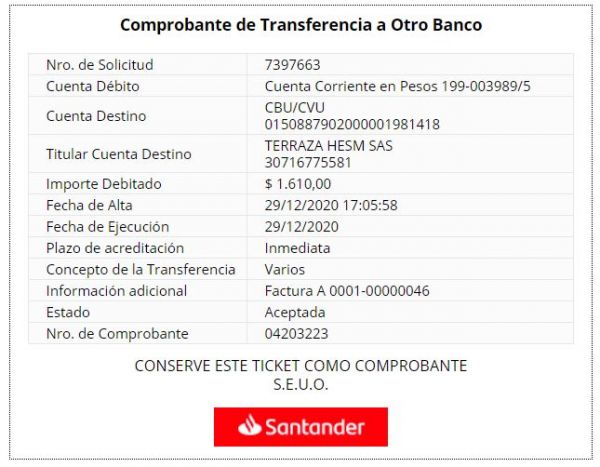 Comprobante de Transferencia a Otro Banco
Nro. de Solicitud 7397663
Cuenta Débito Cuenta Corriente en Pesos 199-003989/5
Cuenta Destino CBU/CVU
0150887902000001981418
Titular Cuenta Destino TERRAZA HESM SAS
30716775581
Importe Debitado $ 1.610,00
Fecha de Alta 29/12/2020 17:05:58
Fecha de Ejecución 29/12/2020
Plazo de acreditación Inmediata
Concepto de la Transferencia Varios
Información adicional Factura A 0001-00000046
Estado Aceptada
Nro. de Comprobante 04203223
CONSERVE ESTE TICKET COMO COMPROBANTE
S.E.U.O.
Santander